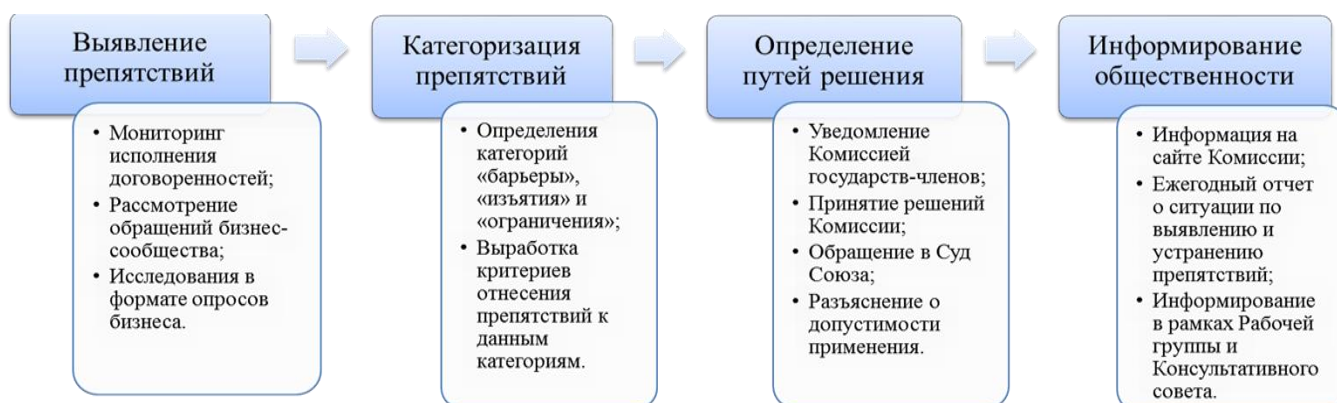 Выявление
препятствий
• Мониторинг
исполнения
договоренностей;
• Рассмотрение
обращений бизнес-
сообщества;
• Исследования в
формате опросов
бизнеса.
Категоризация
препятствий
• Определения
категорий
«барьеры»,
«изъятия» и
«ограничения»;
• Выработка
критериев
отнесения
препятствий к
данным
категориям.
Определение
путей решения
• Уведомление
Комиссией
государств-членов;
• Принятие решений
Комиссии;
• Обращение в Суд
Союза;
• Разъяснение о
допустимости
применения.
Информирование
общественности
• Информация на
сайте Комиссии;
• Ежегодный отчет
о ситуации по
выявлению и
устранению
препятствий;
• Информирование
в рамках Рабочей
группы и
Консультативного
совета.